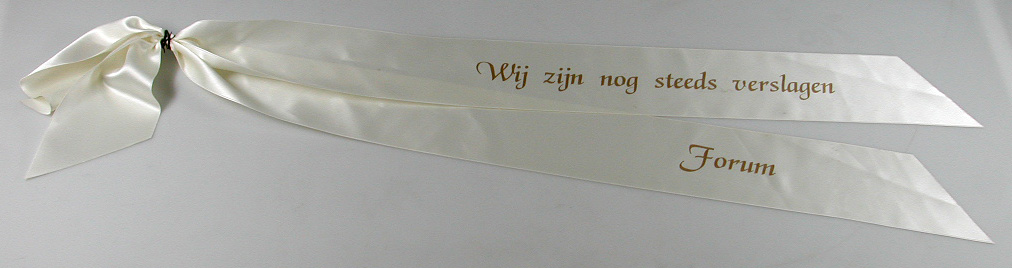 Wij zijn nog steeds verslagen
Forum